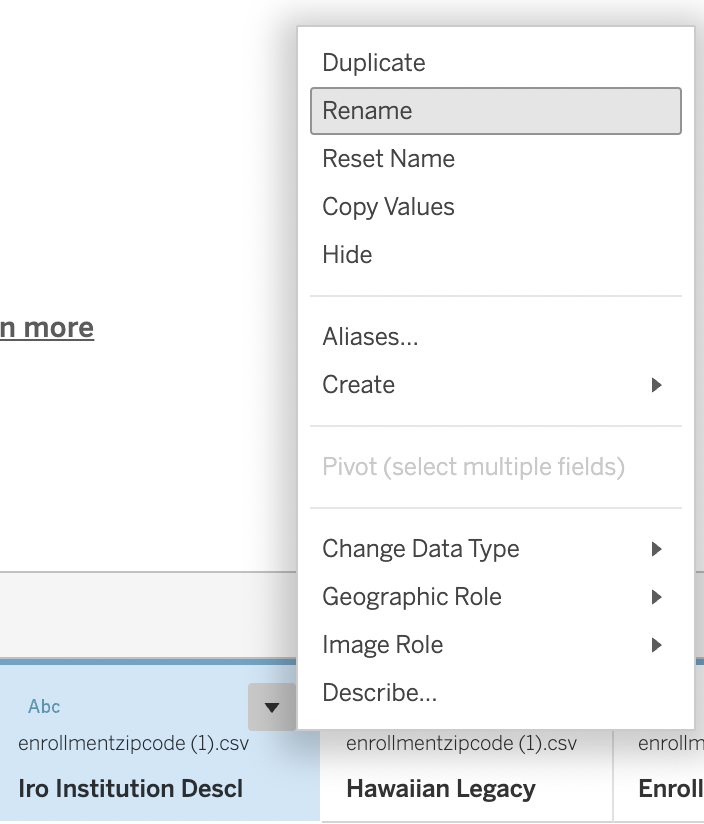 Duplicate
Rename
Reset Name
Copy Values
Hide
n more
Aliases...
Create
Pivot (select multiple fields)
Change Data Type
Geographic Role
Image Role
Describe...
Abc
enrollmentzipcode (1).csv
enrollmentzipcode (1).csv
enrollm
Iro Institution Descl
Hawaiian Legacy
Enroll